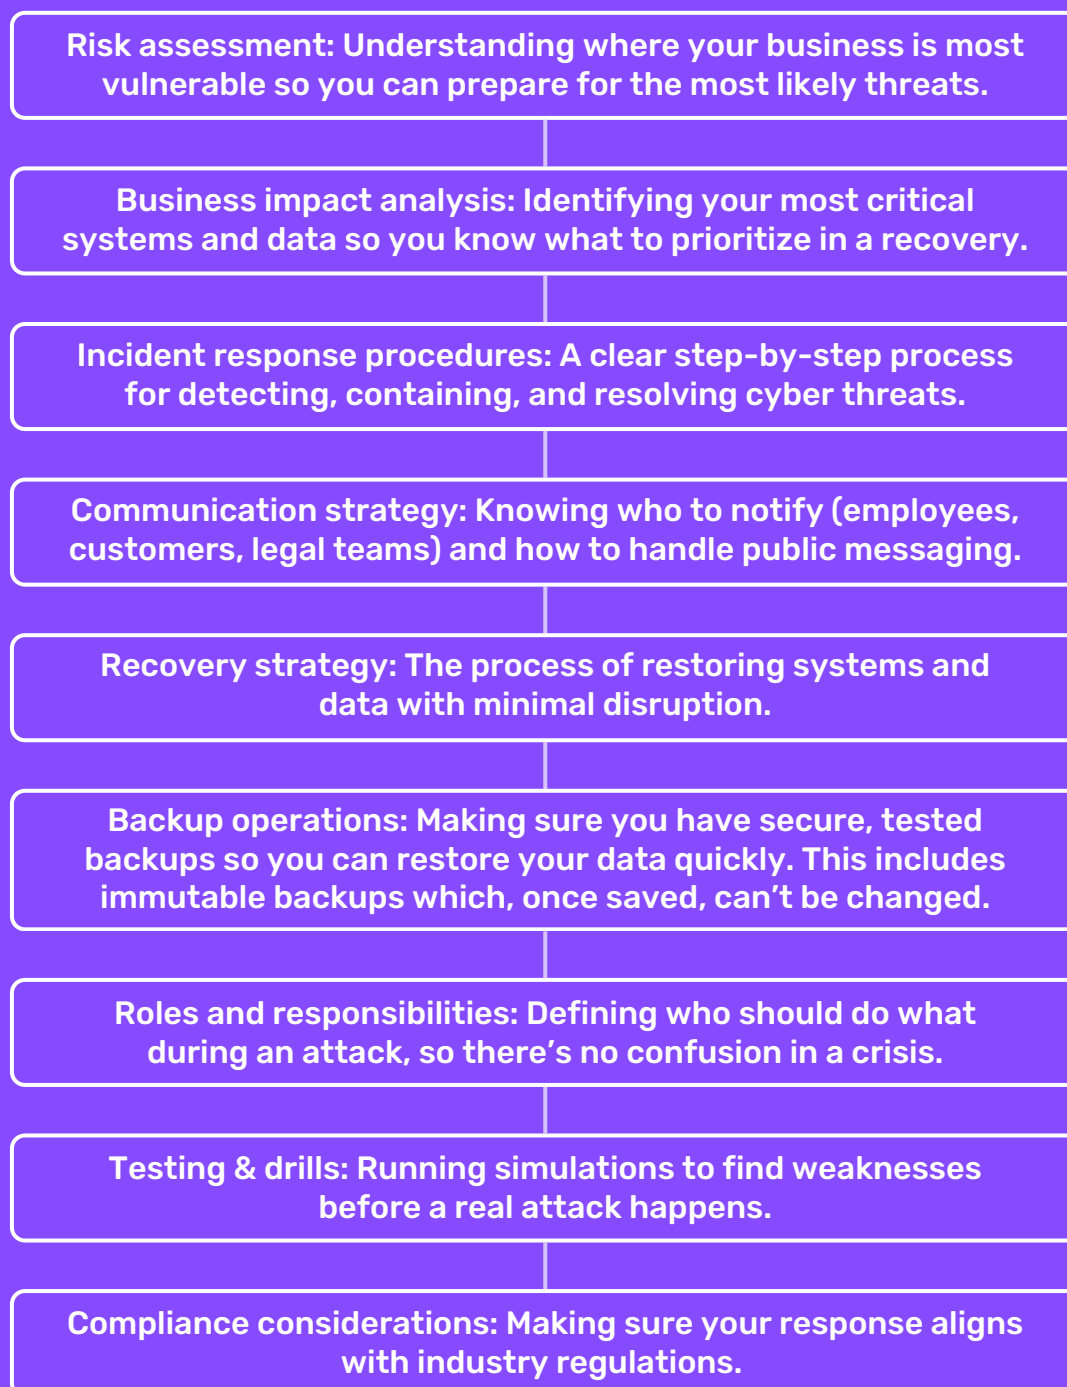 Risk assessment: Understanding where your business is most
vulnerable so you can prepare for the most likely threats.
Business impact analysis: Identifying your most critical
systems and data so you know what to prioritize in a recovery.
Incident response procedures: A clear step-by-step process
for detecting, containing, and resolving cyber threats.
Communication strategy: Knowing who to notify (employees,
customers, legal teams) and how to handle public messaging.
Recovery strategy: The process of restoring systems and
data with minimal disruption.
Backup operations: Making sure you have secure, tested
backups so you can restore your data quickly. This includes
immutable backups which, once saved, can’t be changed.
Roles and responsibilities: Defining who should do what
during an attack, so there’s no confusion in a crisis.
Testing & drills: Running simulations to find weaknesses
before a real attack happens.
Compliance considerations: Making sure your response aligns
with industry regulations.